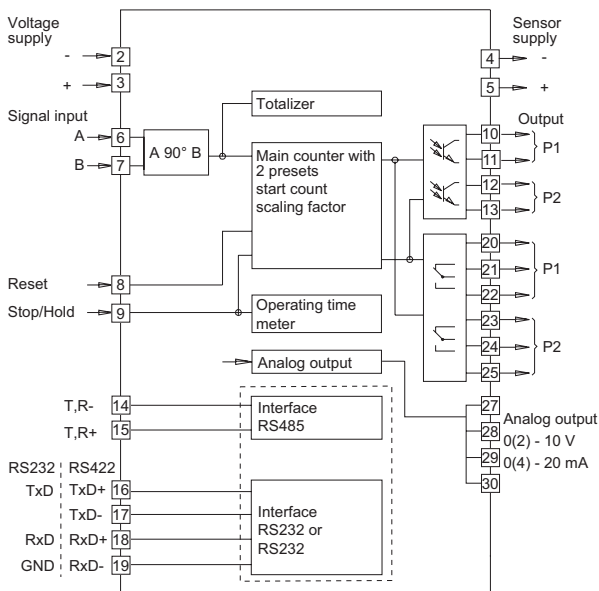 Voltage
supply
- 2
+ 3
Sensor
supply
4 -
5 +
Signal input
A 6
B 7
A 90° B
Totalizer
Main counter with
2 presets
start count
scaling factor
Output
10
11
P1
12
13
P2
20
21
22
P1
23
24
25
P2
Reset 8
Stop/Hold 9
Operating time
meter
Analog output
T,R- 14
T,R+ 15
Interface
RS485
27
28
29
30
Analog output
0(2) - 10 V
0(4) - 20 mA
RS232 RS422
TxD TxD+ 16
TxD- 17
RxD RxD+ 18
GND RxD- 19
Interface
RS232 or
RS232